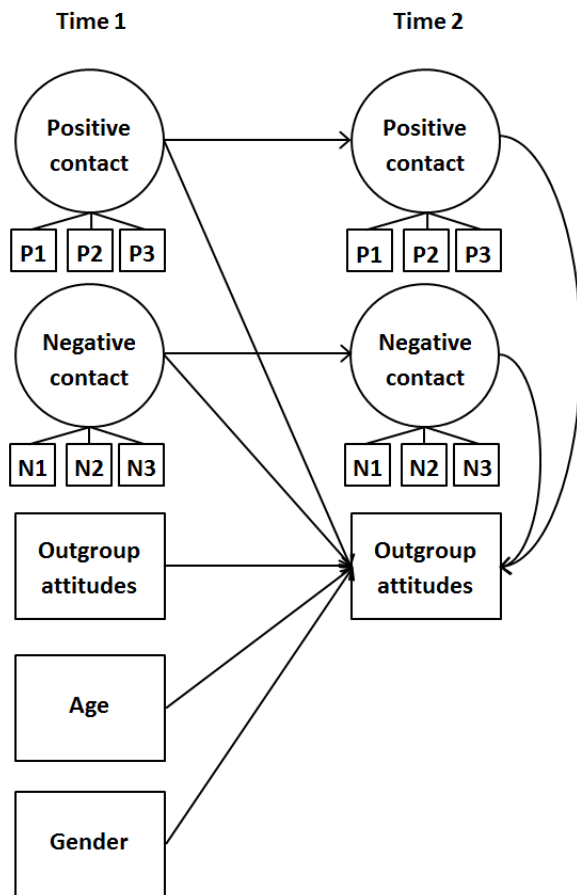 Time 1 Time 2
Positive contact Positive contact
P1 P2 P3 P1 P2 P3
Negative contact Negative contact
N1 N2 N3 N1 N2 N3
Outgroup attitudes Outgroup attitudes
Age
Gender